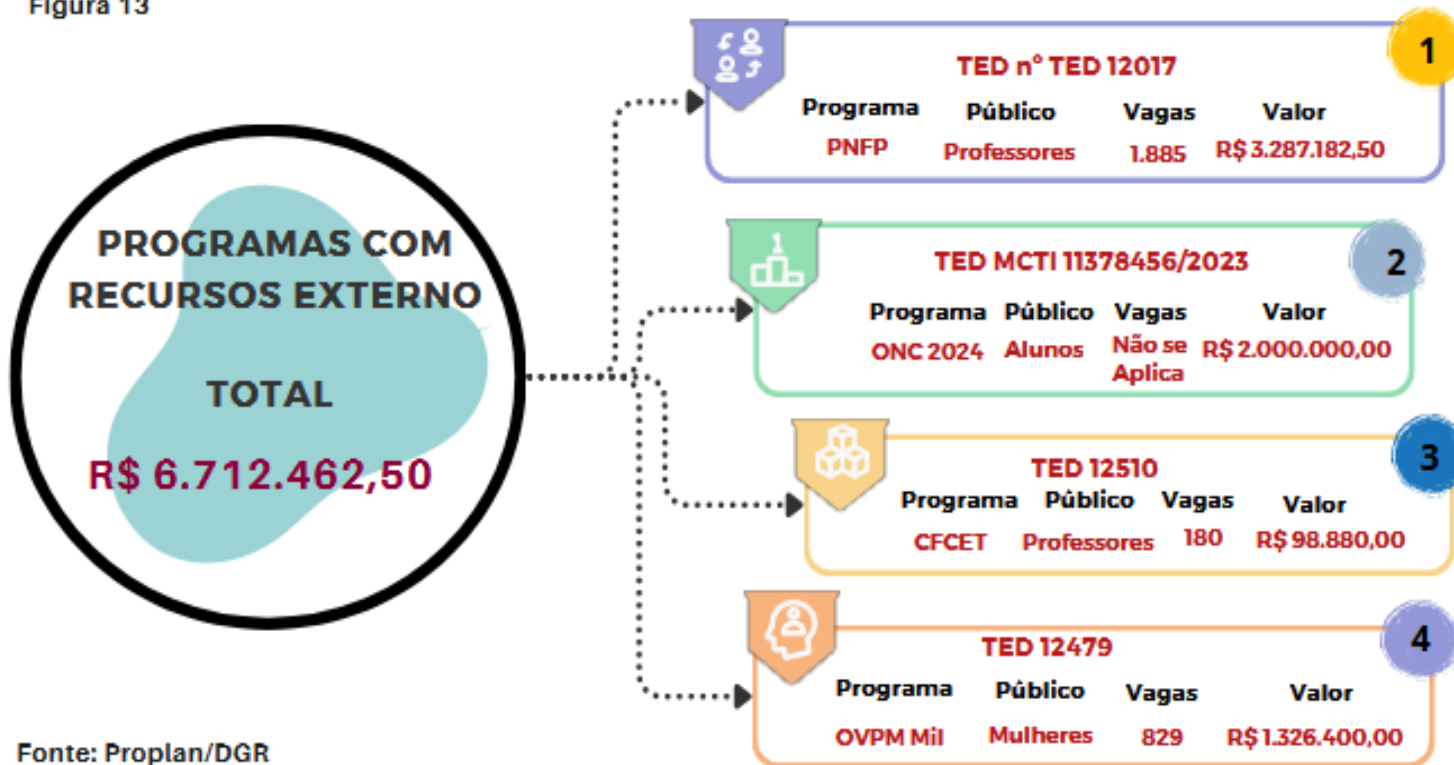 Figura 13
PROGRAMAS COM
RECURSOS EXTERNO
TOTAL
R$ 6.712.462,50
1
TED nº TED 12017
Programa Público Vagas Valor
PNFP Professores 1.885 R$ 3.287.182,50
2
TED MCTI 11378456/2023
Programa Público Vagas Valor
ONC 2024 Alunos Não se Aplica R$ 2.000.000,00
3
TED 12510
Programa Público Vagas Valor
CFCET Professores 180 R$ 98.880,00
4
TED 12479
Programa Público Vagas Valor
OVPM Mil Mulheres 829 R$ 1.326.400,00
Fonte: Proplan/DGR